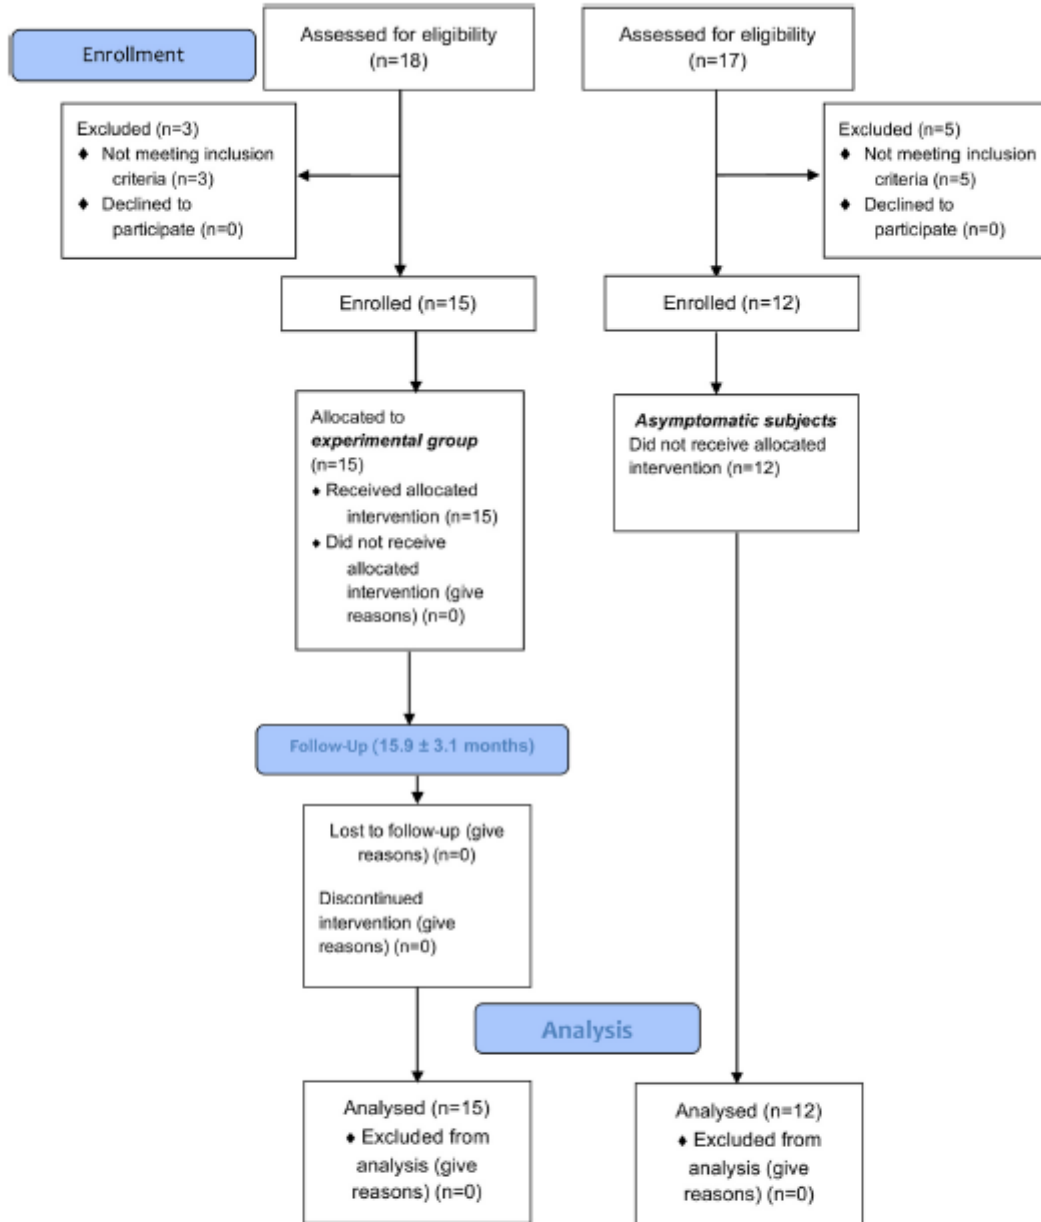 Enrollment
Assessed for eligibility
(n=18)
Assessed for eligibility
(n=17)
Excluded (n=3)
♦ Not meeting inclusion
criteria (n=3)
♦ Declined to
participate (n=0)
Excluded (n=5)
♦ Not meeting inclusion
criteria (n=5)
♦ Declined to
participate (n=0)
Enrolled (n=15)
Enrolled (n=12)
Allocated to
experimental group
(n=15)
♦ Received allocated
intervention (n=15)
♦ Did not receive
allocated
intervention (give
reasons) (n=0)
Asymptomatic subjects
Did not receive allocated
intervention (n=12)
Follow-Up (15.9 ± 3.1 months)
Lost to follow-up (give
reasons) (n=0)
Discontinued
intervention (give
reasons) (n=0)
Analysis
Analysed (n=15)
♦ Excluded from
analysis (give
reasons) (n=0)
Analysed (n=12)
♦ Excluded from
analysis (give
reasons) (n=0)